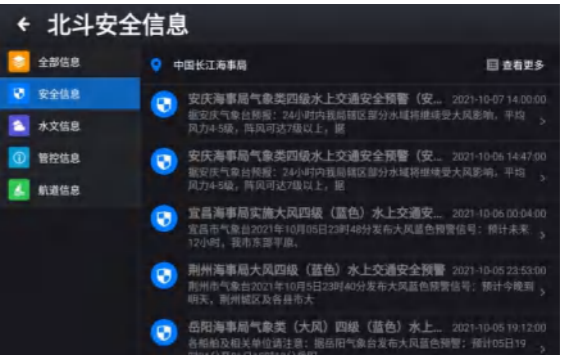 北斗安全信息
全部信息
安全信息
水文信息
管控信息
航道信息
中国长江海事局
查看更多
安庆海事局气象类四级水上交通安全预警（安... 2021-10-07 14:00:00
据安庆气象台预报：24小时内我局辖区部分水域将继续受大风影响，平均
风力4-5级，阵风可达7级以上，据
安庆海事局气象类四级水上交通安全预警（安... 2021-10-06 14:47:00
据安庆气象台预报：24小时内我局辖区部分水域将继续受大风影响，平均
风力4-5级，阵风可达7级以上，据
宜昌海事局实施大风四级（蓝色）水上交通安... 2021-10-06 00:04:00
宜昌市气象台2021年10月05日23时48分发布大风蓝色预警信号：预计未来
12小时，我市东部平原、
荆州海事局大风四级（蓝色）水上交通安全预警 2021-10-05 23:53:00
荆州市气象台2021年10月5日23时40分发布大风蓝色预警信号：预计今晚到
明天，荆州城区及各县市大
岳阳海事局气象类（大风）四级（蓝色）水上... 2021-10-05 19:12:00
各船舶及相关单位请注意：据岳阳气象台发布大风蓝色预警：预计05日19